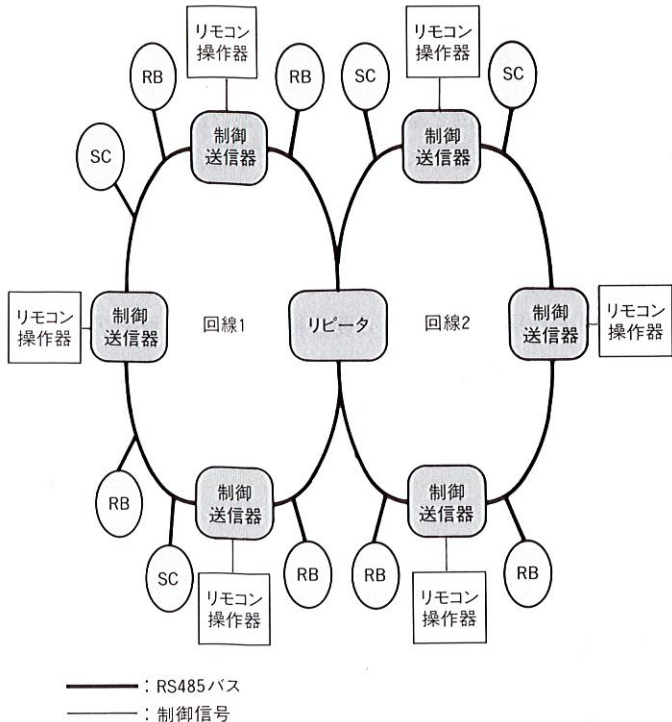 リモコン
操作器
リモコン
操作器
RB
RB
SC
SC
制御
送信器
制御
送信器
SC
リモコン
操作器
制御
送信器
回線1
リピータ
回線2
制御
送信器
リモコン
操作器
RB
制御
送信器
制御
送信器
SC
RB
RB
RB
リモコン
操作器
リモコン
操作器
：RS485バス
：制御信号